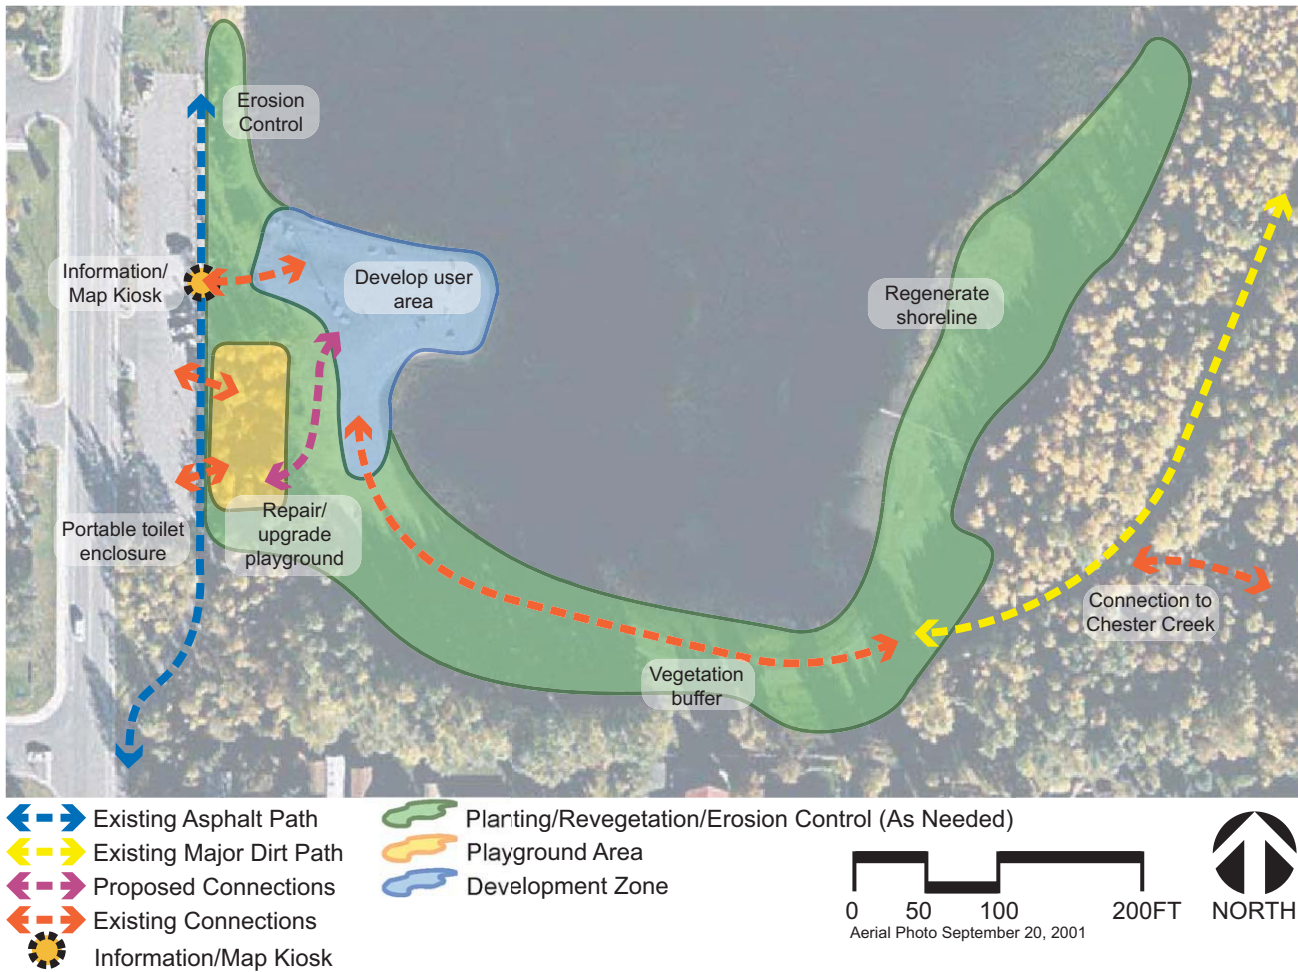 Erosion
Control
Information/
Map Kiosk
Develop user
area
Regenerate
shoreline
Portable toilet
enclosure
Repair/
upgrade
playground
Connection to
Chester Creek
Vegetation
buffer
Existing Asphalt Path
Existing Major Dirt Path
Proposed Connections
Existing Connections
Information/Map Kiosk
Planting/Revegetation/Erosion Control (As Needed)
Playground Area
Development Zone
0 50 100 200FT
Aerial Photo September 20, 2001
NORTH